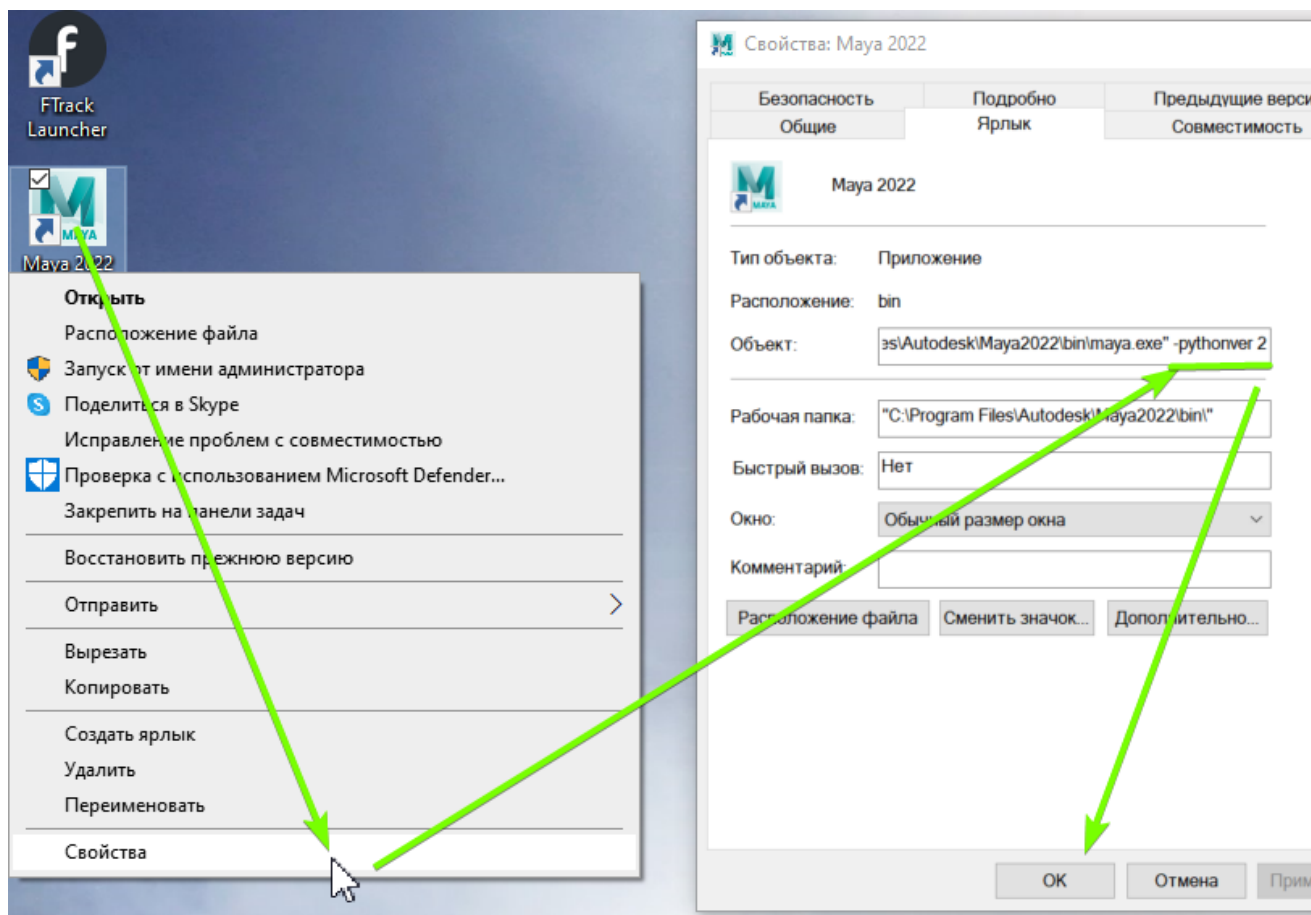 FTrack
Launcher
MAYA
Maya 2022
Открыть
Расположение файла
Запуск от имени администратора
Поделиться в Skype
Исправление проблем с совместимостью
Проверка с использованием Microsoft Defender...
Закрепить на панели задач
Восстановить прежнюю версию
Отправить
Вырезать
Копировать
Создать ярлык
Удалить
Переименовать
Свойства
Свойства: Maya 2022
Безопасность Подробно Предыдущие верси
Общие Ярлык Совместимость
MAYA
Maya 2022
Тип объекта: Приложение
Расположение: bin
Объект: es\Autodesk\Maya2022\bin\maya.exe" -pythonver 2
Рабочая папка: "C:\Program Files\Autodesk\Maya2022\bin\"
Быстрый вызов: Нет
Окно: Обычный размер окна
Комментарий:
Расположение файла Сменить значок... Дополнительно...
OK Отмена Прим